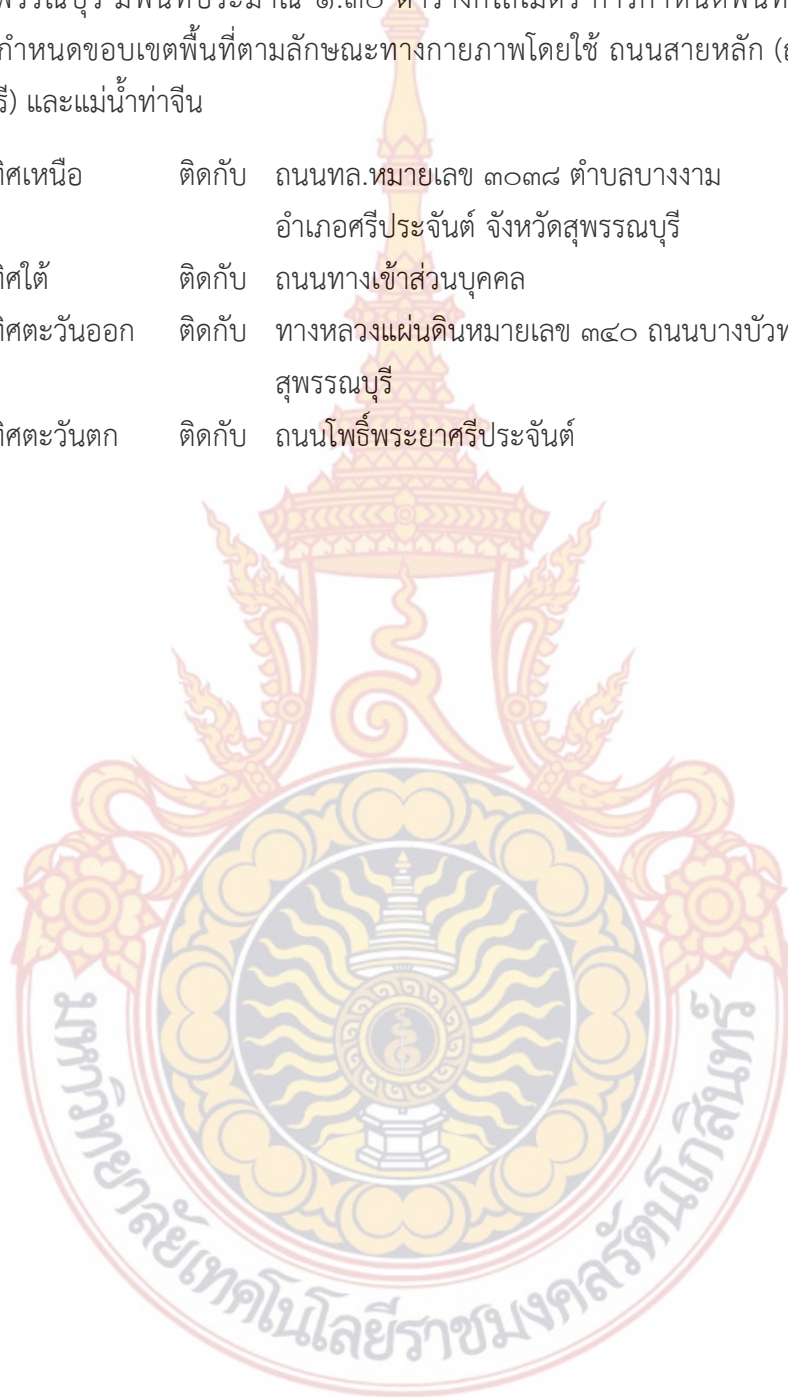 พรรณบุรี มีพื้นที่ประมาณ ๑.๓๐ ตารางกิโลเมตร การกำหนดพื้นที่
กำหนดขอบเขตพื้นที่ตามลักษณะทางกายภาพโดยใช้ ถนนสายหลัก (
รี) และแม่น้ำท่าจีน
ทิศเหนือ ติดกับ ถนนทล.หมายเลข ๓๐๓๘ ตำบลบางงาม
อำเภอศรีประจันต์ จังหวัดสุพรรณบุรี
ทิศใต้ ติดกับ ถนนทางเข้าส่วนบุคคล
ทิศตะวันออก ติดกับ ทางหลวงแผ่นดินหมายเลข ๓๔๐ ถนนบางบัวท
สุพรรณบุรี
ทิศตะวันตก ติดกับ ถนนโพธิ์พระยาศรีประจันต์
มหาวิทยาลัยเทคโนโลยีราชมงคลรัตนโกสินทร์